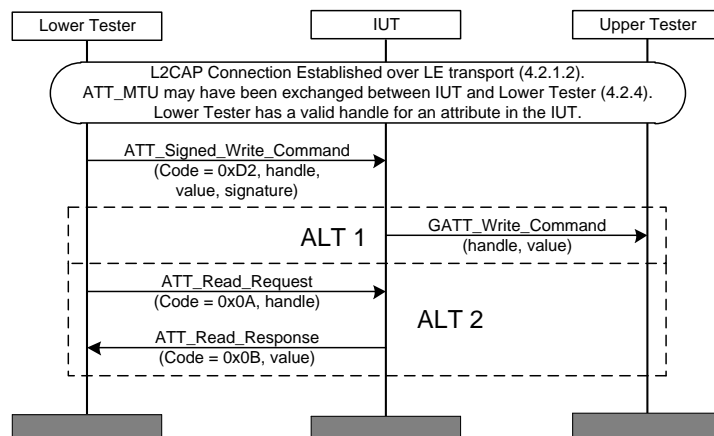 Lower Tester
IUT
Upper Tester
L2CAP Connection Established over LE transport (4.2.1.2).
ATT_MTU may have been exchanged between IUT and Lower Tester (4.2.4).
Lower Tester has a valid handle for an attribute in the IUT.
ATT_Signed_Write_Command
(Code = 0xD2, handle,
value, signature)
ALT 1
GATT_Write_Command
(handle, value)
ATT_Read_Request
(Code = 0x0A, handle)
ALT 2
ATT_Read_Response
(Code = 0x0B, value)